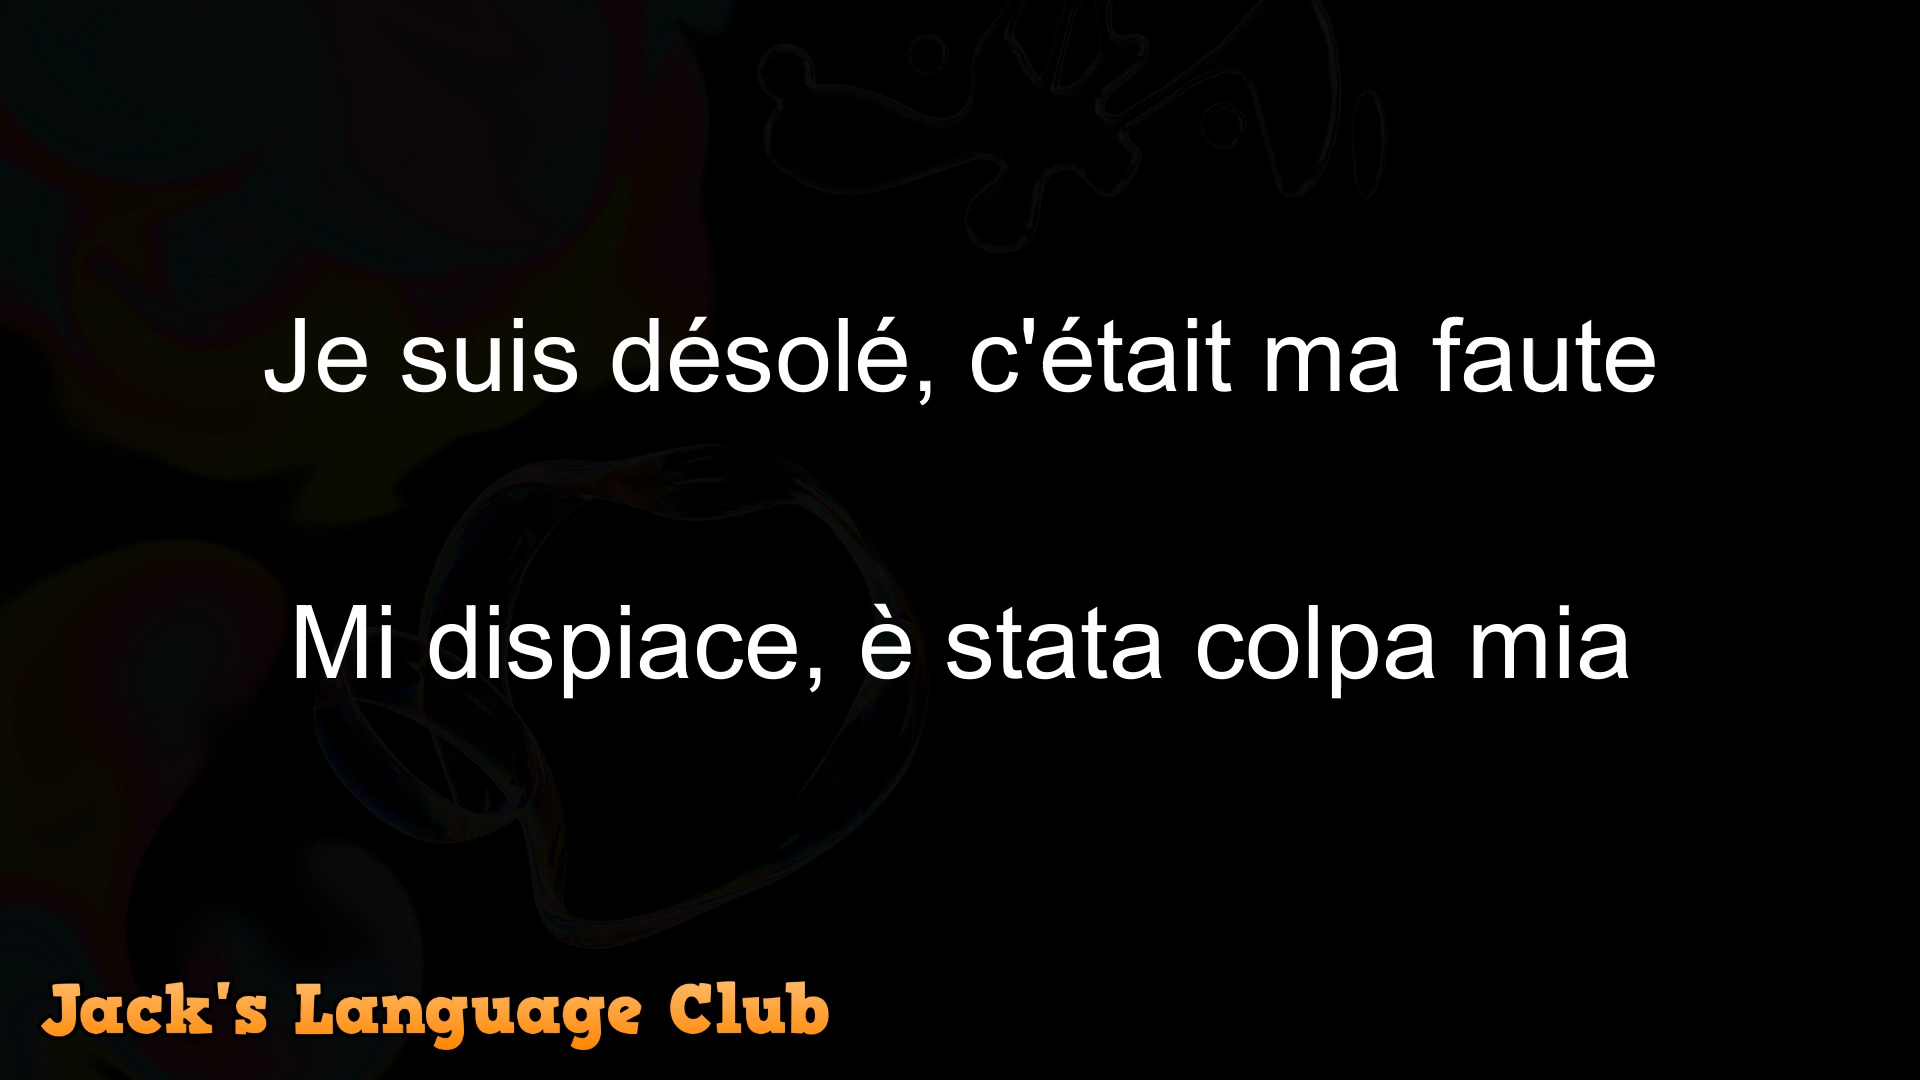 Je suis désolé, c'était ma faute
Mi dispiace, è stata colpa mia
Jack's Language Club